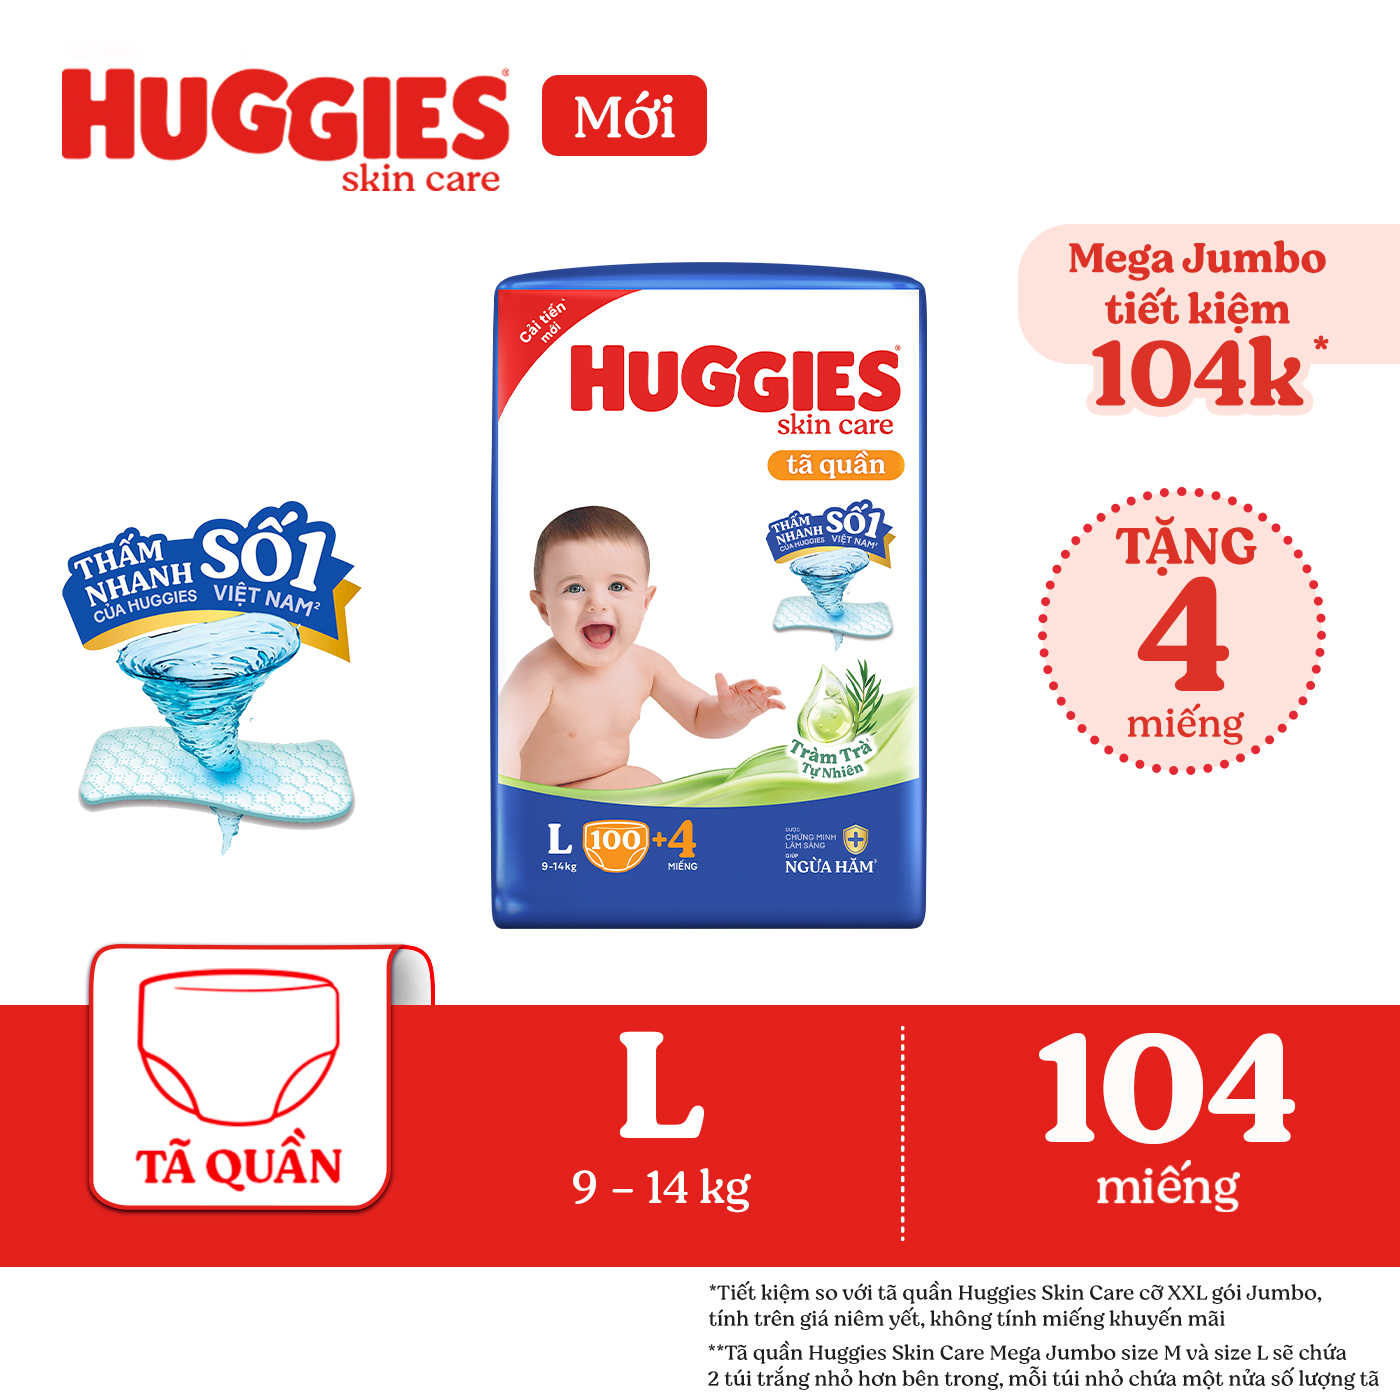 HUGGIES®
skin care
Mới
Mega Jumbo
tiết kiệm
104k*
TẶNG
4
miếng
THẤM
NHANH
CỦA HUGGIES
SỐ1
VIỆT NAM²
Cải tiến¹
mới
HUGGIES®
skin care
tã quần
THẤM
NHANH
CỦA HUGGIES
SỐ1
VIỆT NAM²
Tràm Trà¹
Tự Nhiên
L
9-14kg
100+4
MIẾNG
ĐƯỢC
CHỨNG MINH
LÂM SÀNG
GIÚP
NGỪA HĂM³
TÃ QUẦN
L
9 – 14 kg
104
miếng
*Tiết kiệm so với tã quần Huggies Skin Care cỡ XXL gói Jumbo,
tính trên giá niêm yết, không tính miếng khuyến mãi
**Tã quần Huggies Skin Care Mega Jumbo size M và size L sẽ chứa
2 túi trắng nhỏ hơn bên trong, mỗi túi nhỏ chứa một nửa số lượng tã